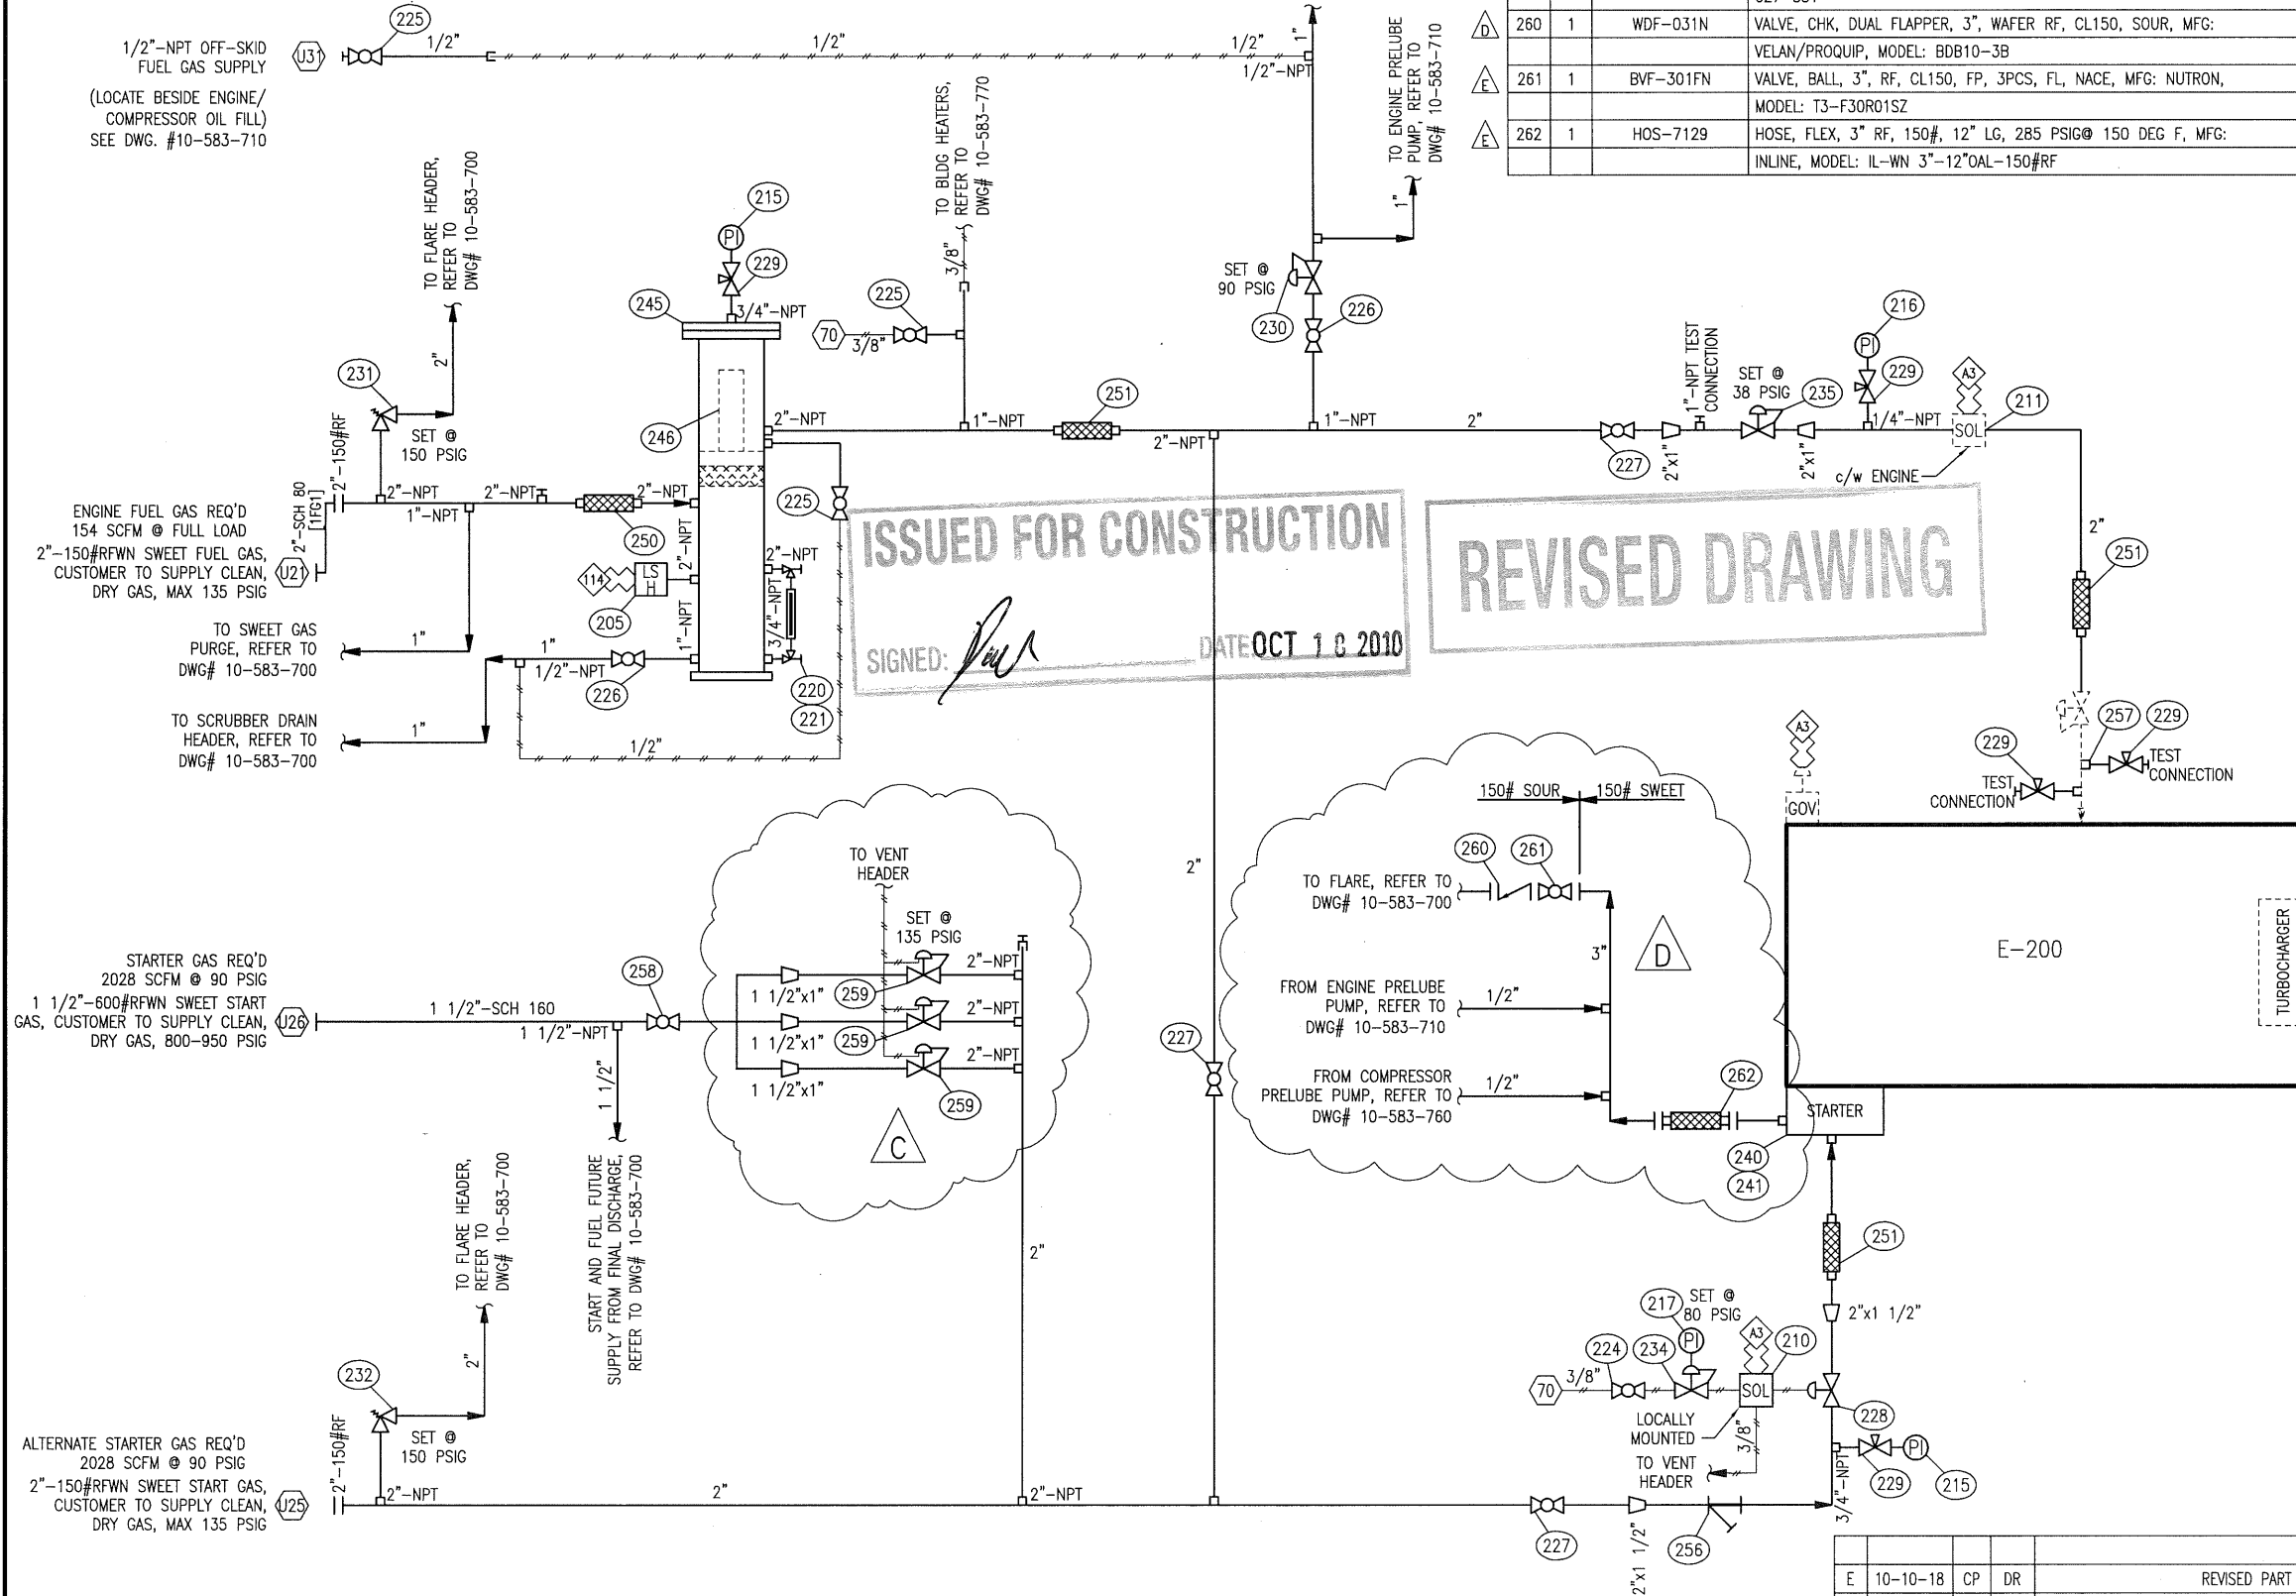 225
1/2"-NPT OFF-SKID
FUEL GAS SUPPLY
U31
1/2"
1/2"
1/2"
1/2"-NPT
1"
(LOCATE BESIDE ENGINE/
COMPRESSOR OIL FILL)
SEE DWG. #10-583-710
TO ENGINE PRELUBE
PUMP, REFER TO
DWG# 10-583-710
1"
D
260 1 WDF-031N VALVE, CHK, DUAL FLAPPER, 3", WAFER RF, CL150, SOUR, MFG:
VELAN/PROQUIP, MODEL: BDB10-3B
E
261 1 BVF-301FN VALVE, BALL, 3", RF, CL150, FP, 3PCS, FL, NACE, MFG: NUTRON,
MODEL: T3-F30R01SZ
E
262 1 HOS-7129 HOSE, FLEX, 3" RF, 150#, 12" LG, 285 PSIG@ 150 DEG F, MFG:
INLINE, MODEL: IL-WN 3"-12"OAL-150#RF
TO FLARE HEADER,
REFER TO
DWG# 10-583-700
2"
TO BLDG HEATERS,
REFER TO
DWG# 10-583-770
3/8"
215
PI
229
245
3/4"-NPT
225
70
3/8"
SET @
90 PSIG
230
226
231
SET @
150 PSIG
246
2"-NPT
1"-NPT
251
2"-NPT
1"-NPT
2"
227
2"x1"
1"-NPT TEST
CONNECTION
SET @
38 PSIG
235
2"x1"
216
PI
229
1/4"-NPT
A3
SOL
211
c/w ENGINE
2"
251
ENGINE FUEL GAS REQ'D
154 SCFM @ FULL LOAD
2"-150#RFWN SWEET FUEL GAS,
CUSTOMER TO SUPPLY CLEAN,
DRY GAS, MAX 135 PSIG
U21
2"-SCH 80
[1FG1]
2"-150#RF
2"-NPT
1"-NPT
2"-NPT
250
2"-NPT
225
114
LS
H
205
2"-NPT
1"-NPT
2"-NPT
3/4"-NPT
220
221
TO SWEET GAS
PURGE, REFER TO
DWG# 10-583-700
1"
1"
1/2"-NPT
226
TO SCRUBBER DRAIN
HEADER, REFER TO
DWG# 10-583-700
1"
1/2"
ISSUED FOR CONSTRUCTION
SIGNED:
DATE OCT 18 2010
REVISED DRAWING
257
229
TEST
CONNECTION
229
TEST
CONNECTION
A3
GOV
E-200
TURBOCHARGER
STARTER
240
241
150# SOUR
150# SWEET
260
261
TO FLARE, REFER TO
DWG# 10-583-700
3"
D
FROM ENGINE PRELUBE
PUMP, REFER TO
DWG# 10-583-710
1/2"
FROM COMPRESSOR
PRELUBE PUMP, REFER TO
DWG# 10-583-760
1/2"
262
2"
227
TO VENT
HEADER
SET @
135 PSIG
2"-NPT
1 1/2"x1"
259
2"-NPT
1 1/2"x1"
259
2"-NPT
1 1/2"x1"
259
C
STARTER GAS REQ'D
2028 SCFM @ 90 PSIG
1 1/2"-600#RFWN SWEET START
GAS, CUSTOMER TO SUPPLY CLEAN,
DRY GAS, 800-950 PSIG
U26
1 1/2"-SCH 160
1 1/2"-NPT
258
1 1/2"
START AND FUEL FUTURE
SUPPLY FROM FINAL DISCHARGE,
REFER TO DWG# 10-583-700
2"
TO FLARE HEADER,
REFER TO
DWG# 10-583-700
2"
232
SET @
150 PSIG
ALTERNATE STARTER GAS REQ'D
2028 SCFM @ 90 PSIG
2"-150#RFWN SWEET START GAS,
CUSTOMER TO SUPPLY CLEAN,
DRY GAS, MAX 135 PSIG
U25
2"-150#RF
2"-NPT
2"
2"-NPT
227
2"x1 1/2"
256
251
2"x1 1/2"
217
SET @
80 PSIG
PI
A3
210
224
234
70
3/8"
SOL
LOCALLY
MOUNTED
3/8"
TO VENT
HEADER
228
PI
229
215
3/4"-NPT
E 10-10-18 CP DR REVISED PART